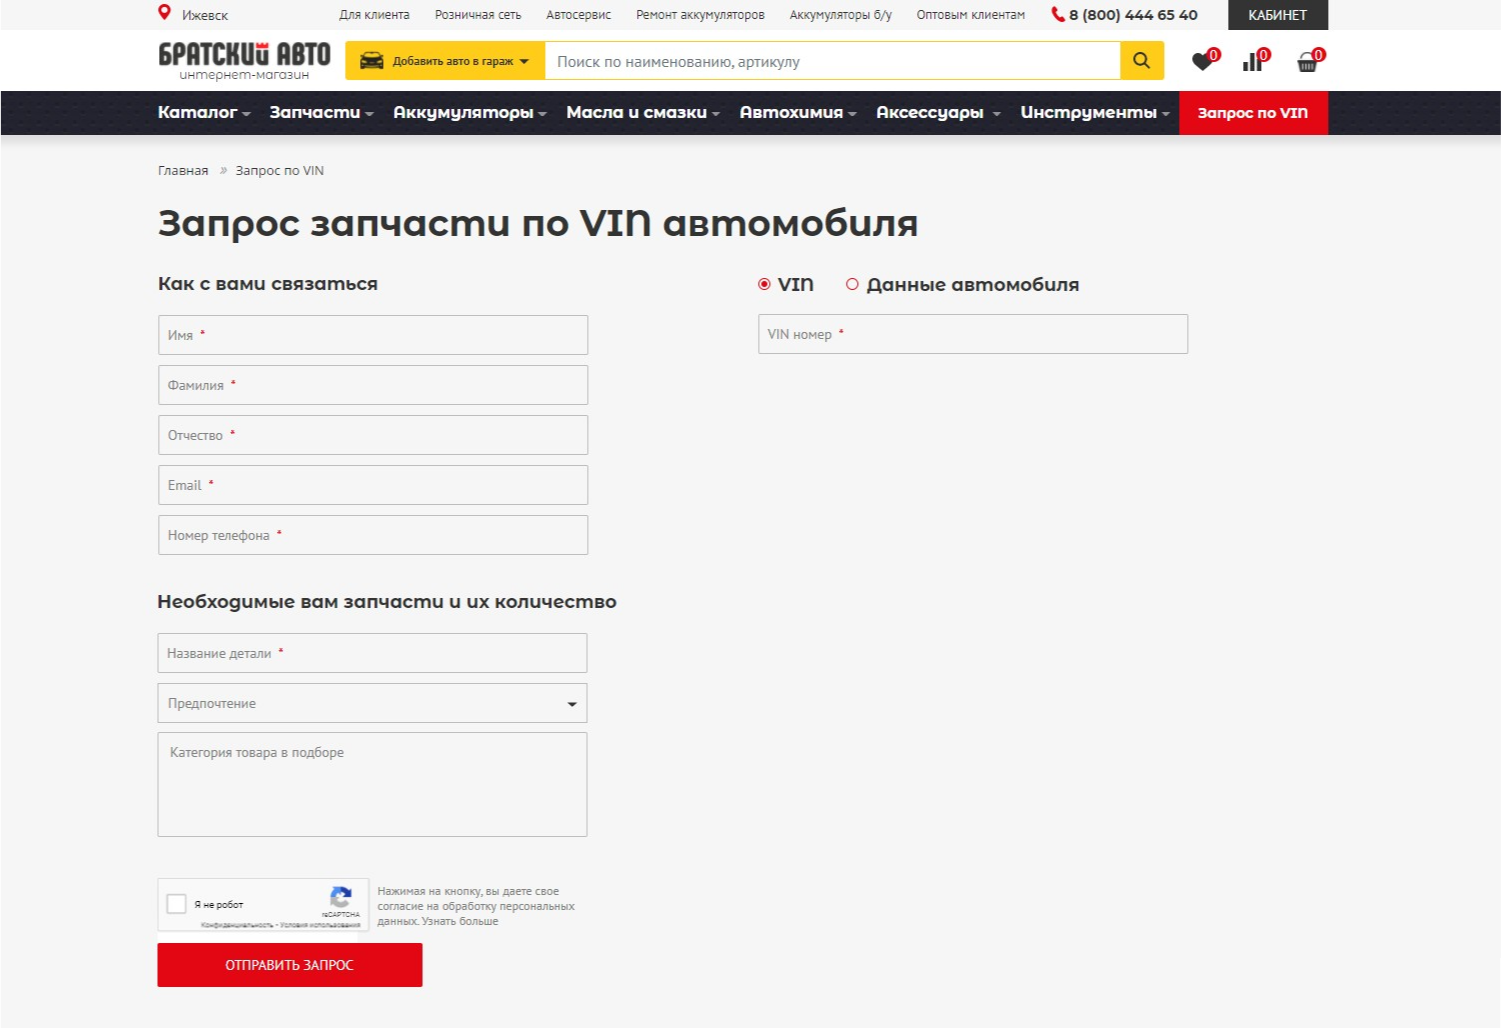 Ижевск
Для клиента
Розничная сеть
Автосервис
Ремонт аккумуляторов
Аккумуляторы б/у
Оптовым клиентам
8 (800) 444 65 40
КАБИНЕТ
БРАТСКИЙ АВТО
интернет-магазин
Добавить авто в гараж
Поиск по наименованию, артикулу
0
0
0
Каталог
Запчасти
Аккумуляторы
Масла и смазки
Автохимия
Аксессуары
Инструменты
Запрос по VIN
Главная » Запрос по VIN
Запрос запчасти по VIN автомобиля
Как с вами связаться
VIN
Данные автомобиля
Имя *
VIN номер *
Фамилия *
Отчество *
Email *
Номер телефона *
Необходимые вам запчасти и их количество
Название детали *
Предпочтение
Категория товара в подборе
Я не робот
reCAPTCHA
Конфиденциальность - Условия использования
Нажимая на кнопку, вы даете свое
согласие на обработку персональных
данных. Узнать больше
ОТПРАВИТЬ ЗАПРОС